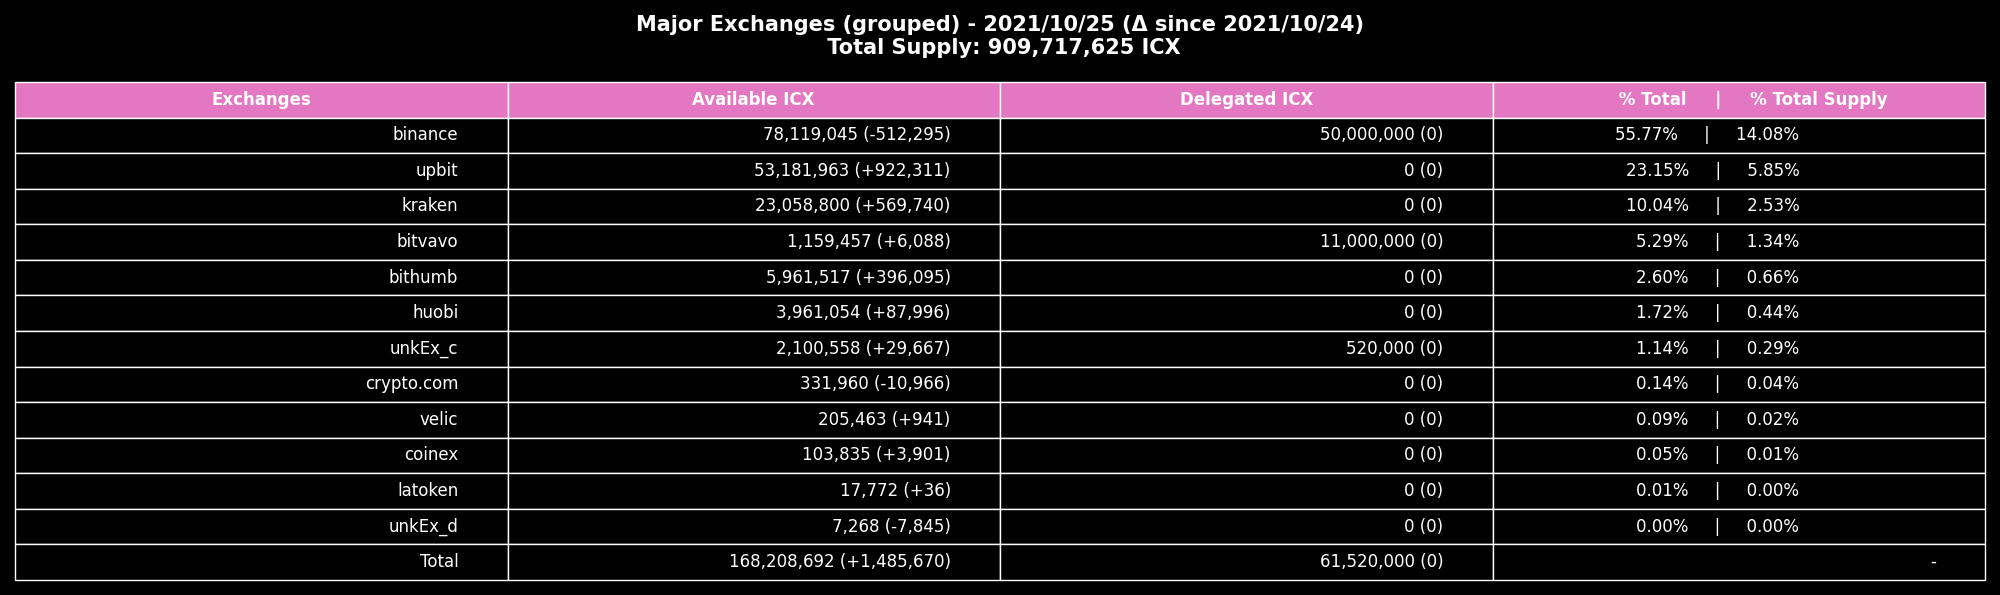 Major Exchanges (grouped) - 2021/10/25 (Δ since 2021/10/24)
Total Supply: 909,717,625 ICX
Exchanges Available ICX Delegated ICX % Total | % Total Supply
binance 78,119,045 (-512,295) 50,000,000 (0) 55.77% | 14.08%
upbit 53,181,963 (+922,311) 0 (0) 23.15% | 5.85%
kraken 23,058,800 (+569,740) 0 (0) 10.04% | 2.53%
bitvavo 1,159,457 (+6,088) 11,000,000 (0) 5.29% | 1.34%
bithumb 5,961,517 (+396,095) 0 (0) 2.60% | 0.66%
huobi 3,961,054 (+87,996) 0 (0) 1.72% | 0.44%
unkEx_c 2,100,558 (+29,667) 520,000 (0) 1.14% | 0.29%
crypto.com 331,960 (-10,966) 0 (0) 0.14% | 0.04%
velic 205,463 (+941) 0 (0) 0.09% | 0.02%
coinex 103,835 (+3,901) 0 (0) 0.05% | 0.01%
latoken 17,772 (+36) 0 (0) 0.01% | 0.00%
unkEx_d 7,268 (-7,845) 0 (0) 0.00% | 0.00%
Total 168,208,692 (+1,485,670) 61,520,000 (0) -